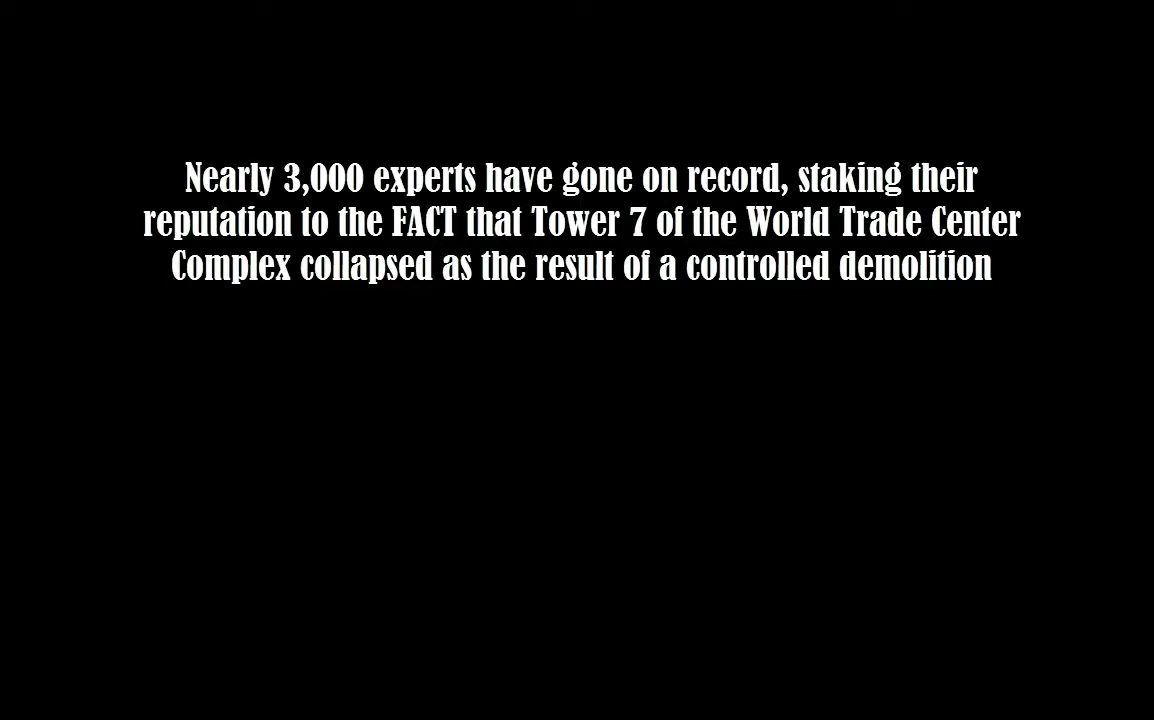 Nearly 3,000 experts have gone on record, staking their
reputation to the FACT that Tower 7 of the World Trade Center
Complex collapsed as the result of a controlled demolition